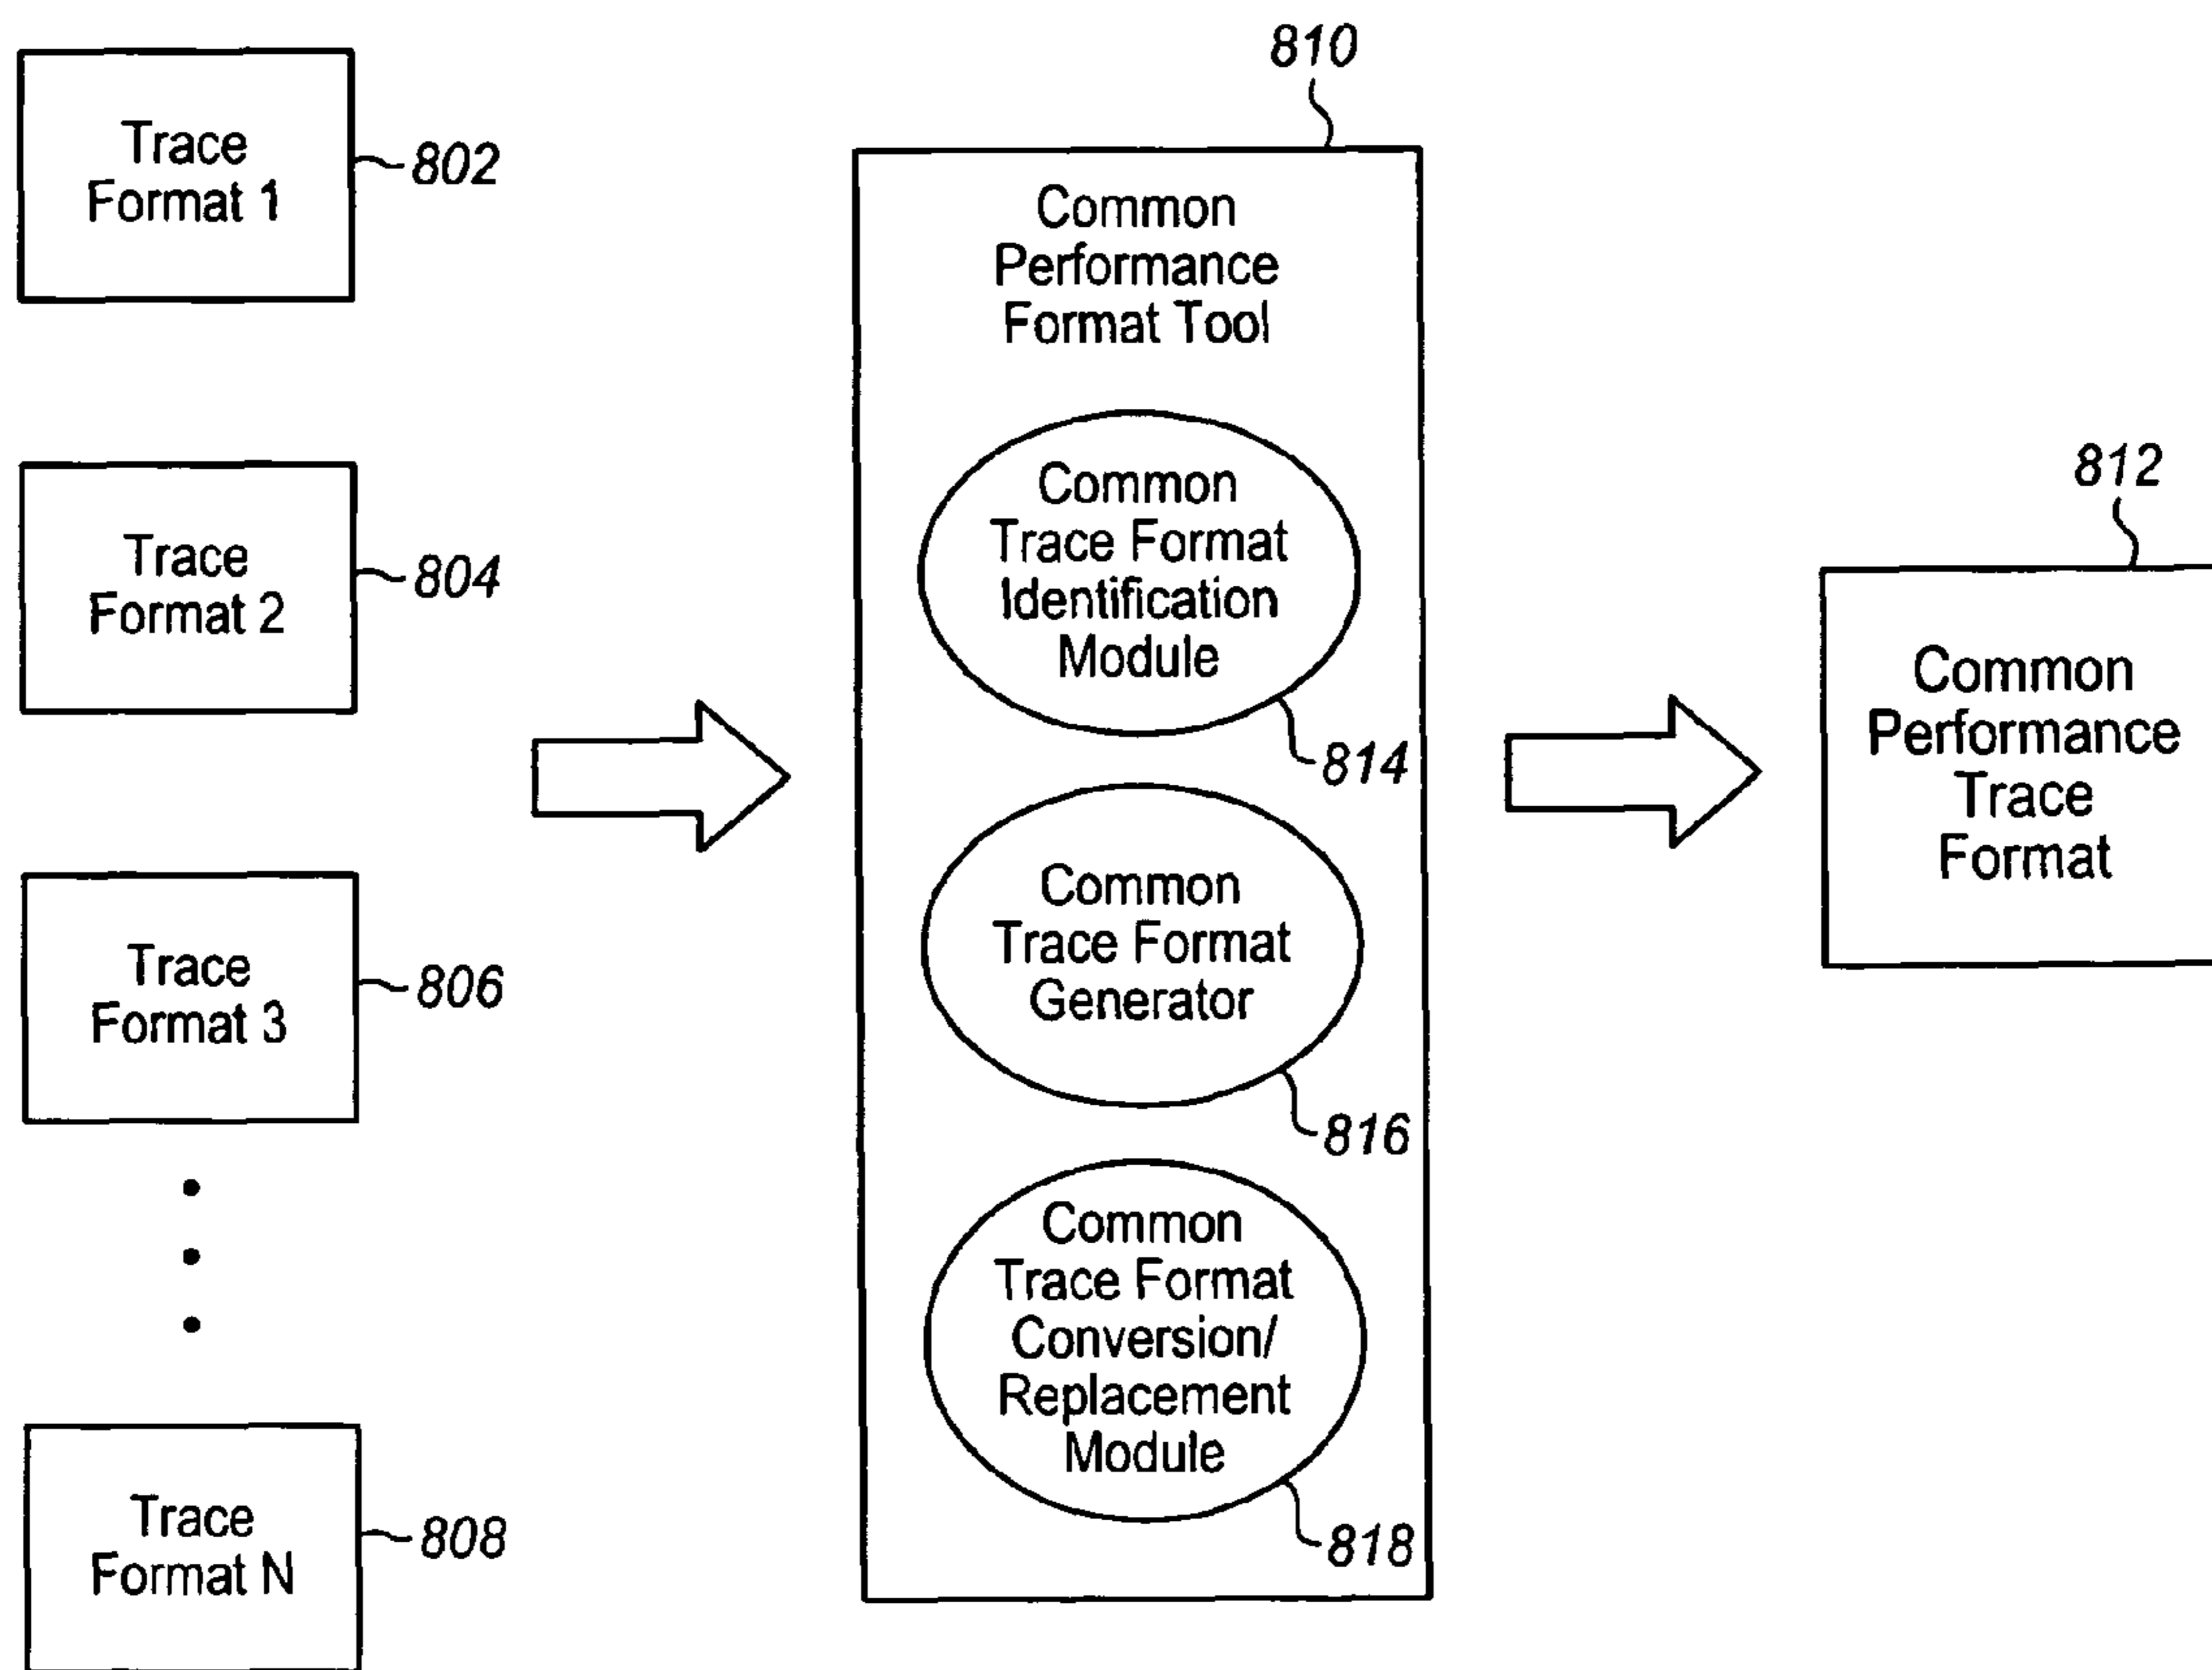 Trace
Format 1
802
Trace
Format 2
804
Trace
Format 3
806
Trace
Format N
808
810
Common
Performance
Format Tool
Common
Trace Format
Identification
Module
814
Common
Trace Format
Generator
816
Common
Trace Format
Conversion/
Replacement
Module
818
812
Common
Performance
Trace
Format